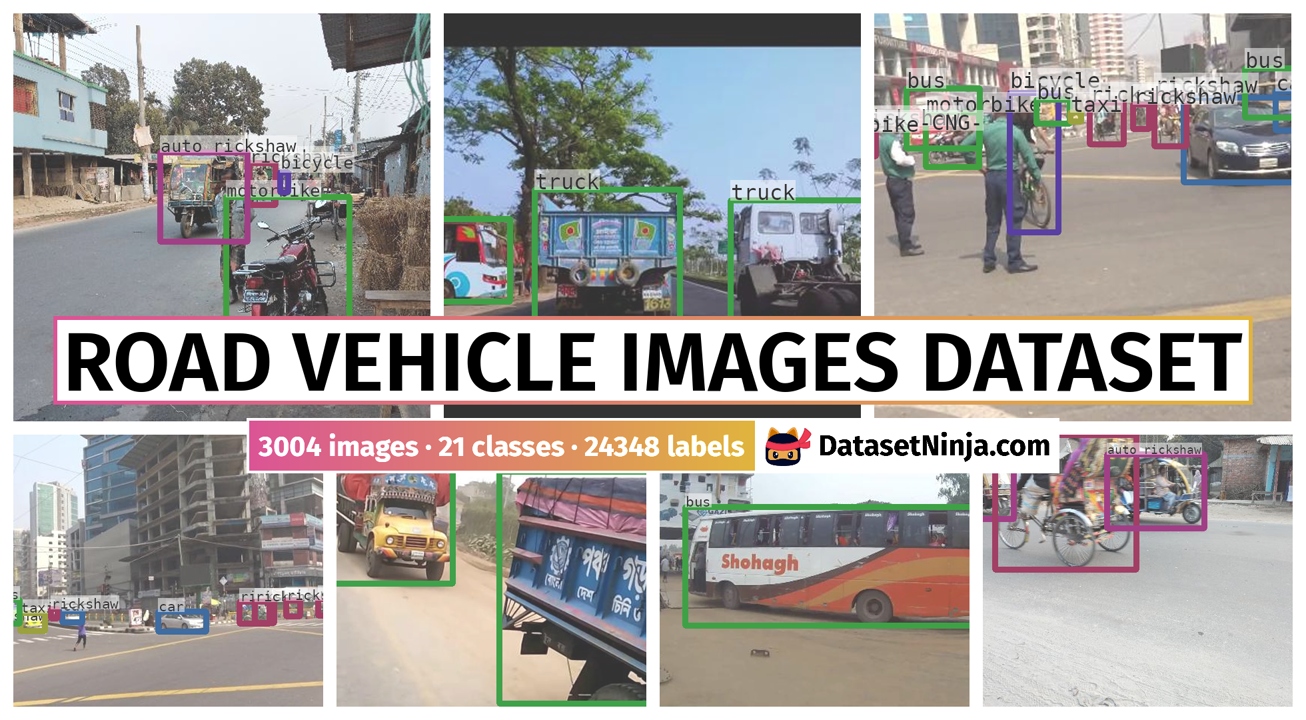 auto rickshaw
bicycle
motorbike
truck
truck
bus
bicycle
bus
bus
motorbike
taxi
rickshaw
rickshaw
bike
CNG
ROAD VEHICLE IMAGES DATASET
3004 images · 21 classes · 24348 labels
DatasetNinja.com
taxi
rickshaw
car
rickshaw
bus
Shohagh
auto rickshaw